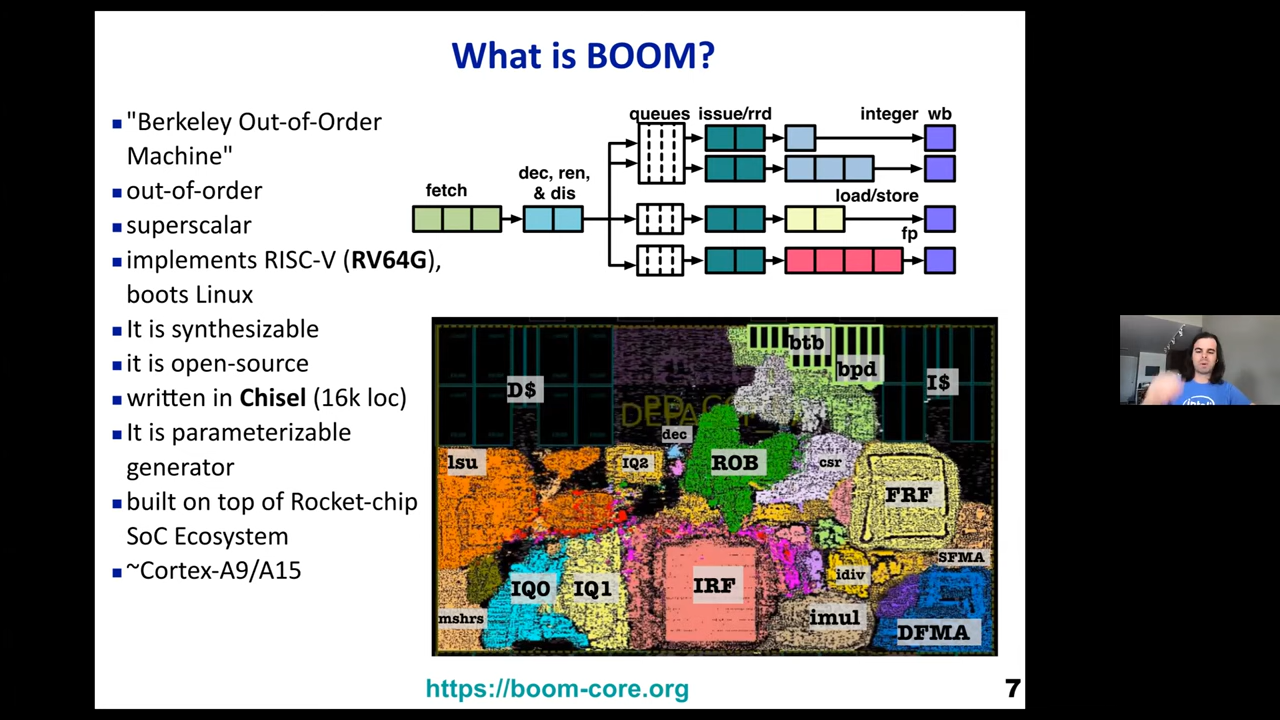 What is BOOM?
"Berkeley Out-of-Order
Machine"
out-of-order
superscalar
implements RISC-V (RV64G),
boots Linux
It is synthesizable
it is open-source
written in Chisel (16k loc)
It is parameterizable
generator
built on top of Rocket-chip
SoC Ecosystem
~Cortex-A9/A15
fetch
dec, ren,
& dis
queues
issue/rrd
integer
wb
load/store
fp
btb
bpd
D$
I$
dec
lsu
IQ2
ROB
csr
FRF
SFMA
IQ0
IQ1
IRF
idiv
mshrs
imul
DFMA
https://boom-core.org
7